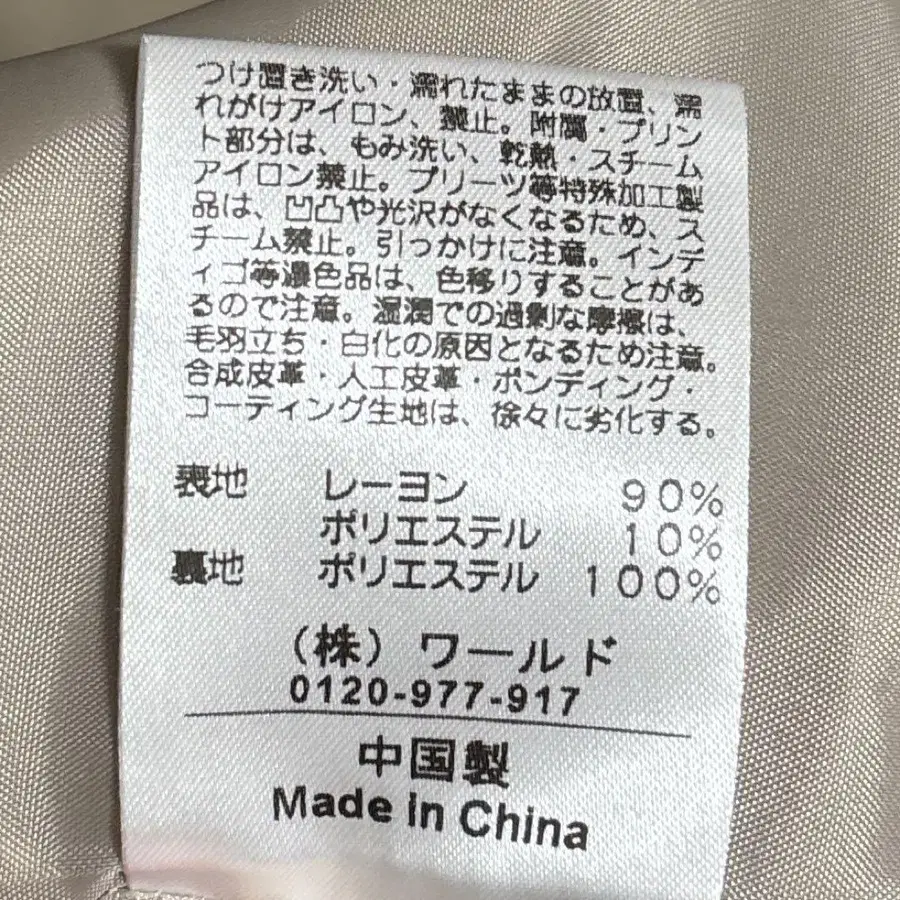 つけ置き洗い・濡れたままの放置、濡
れがけアイロン、禁止。附属・プリン
ト部分は、もみ洗い、乾熱・スチーム
アイロン禁止。プリーツ等特殊加工製
品は、凹凸や光沢がなくなるため、ス
チーム禁止。引っかけに注意。インデ
ィゴ等濃色品は、色移りすることがあ
るので注意。湿潤での過剰な摩擦は、
毛羽立ち・白化の原因となるため注意。
合成皮革・人工皮革・ボンディング・
コーティング生地は、徐々に劣化する。
表地 レーヨン 90%
ポリエステル 10%
裏地 ポリエステル 100%
(株) ワールド
0120-977-917
中国製
Made in China